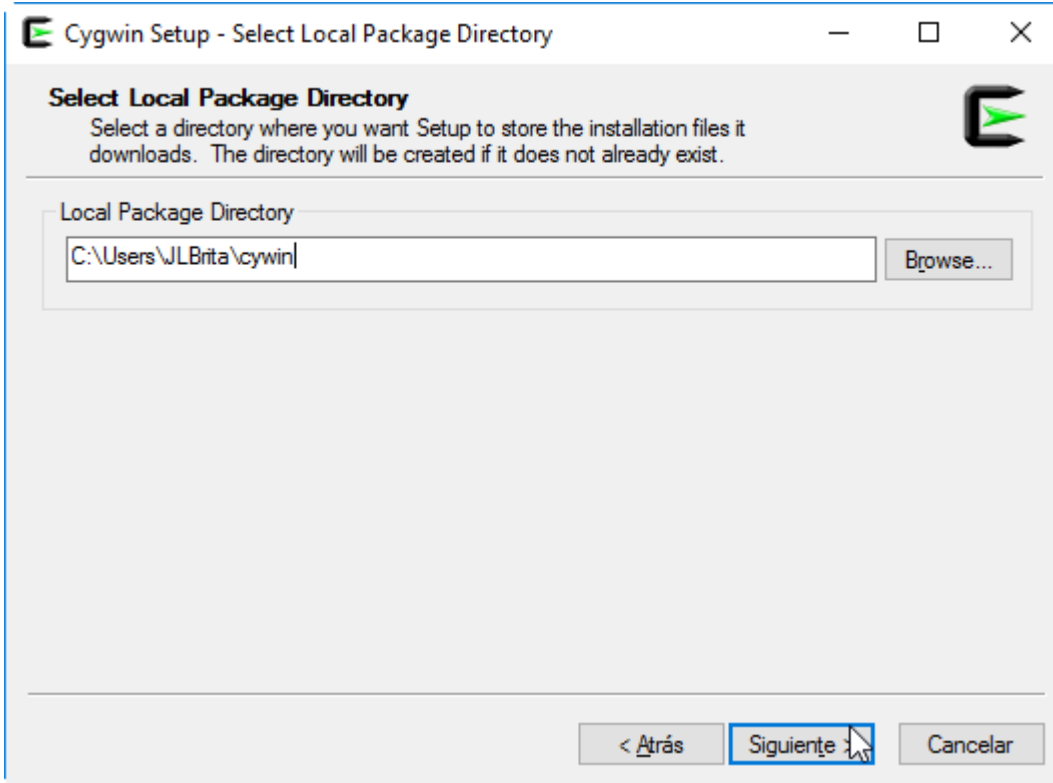 Cygwin Setup - Select Local Package Directory
Select Local Package Directory
Select a directory where you want Setup to store the installation files it
downloads. The directory will be created if it does not already exist.
Local Package Directory
C:\Users\JLBrita\cywin
Browse...
< Atrás
Siguiente >
Cancelar